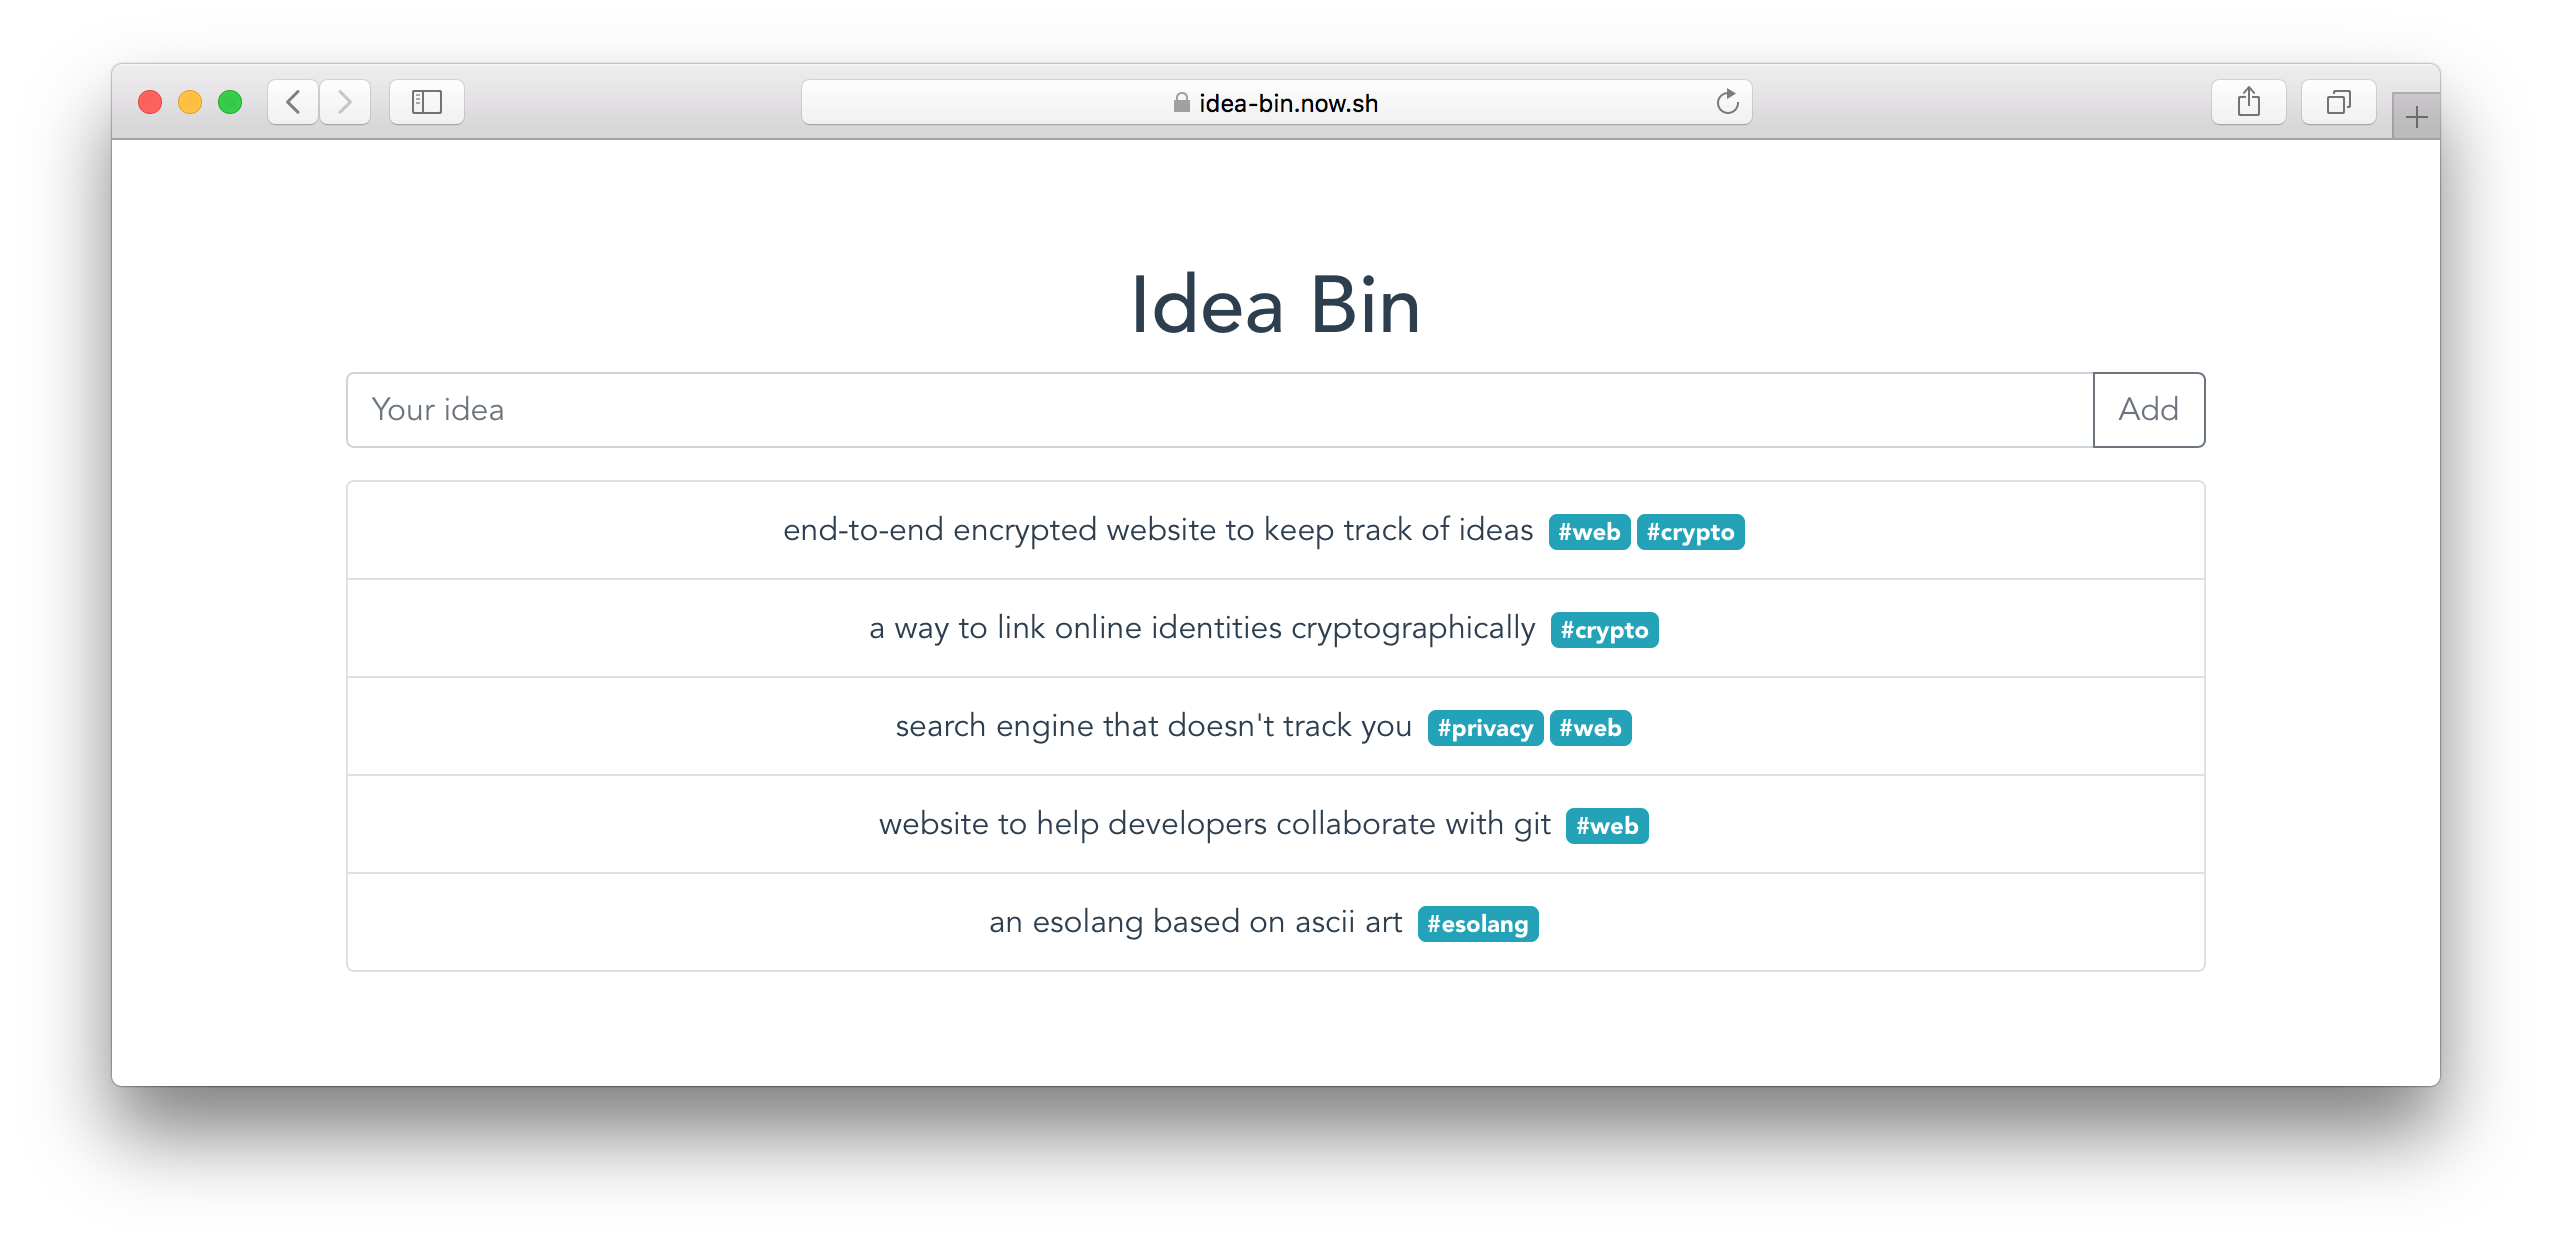 idea-bin.now.sh
Idea Bin
Your idea Add
end-to-end encrypted website to keep track of ideas #web #crypto
a way to link online identities cryptographically #crypto
search engine that doesn't track you #privacy #web
website to help developers collaborate with git #web
an esolang based on ascii art #esolang